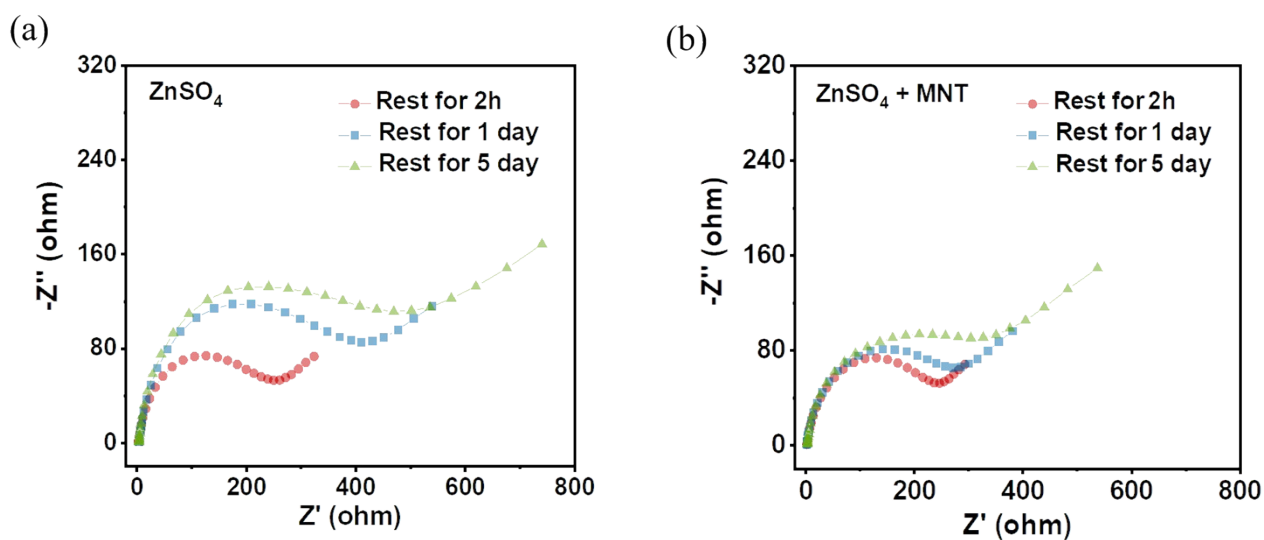 (a)
320
240
160
80
0
-Z'' (ohm)
ZnSO4
Rest for 2h
Rest for 1 day
Rest for 5 day
0
200
400
600
800
Z' (ohm)
(b)
320
240
160
80
0
-Z'' (ohm)
ZnSO4 + MNT
Rest for 2h
Rest for 1 day
Rest for 5 day
0
200
400
600
800
Z' (ohm)